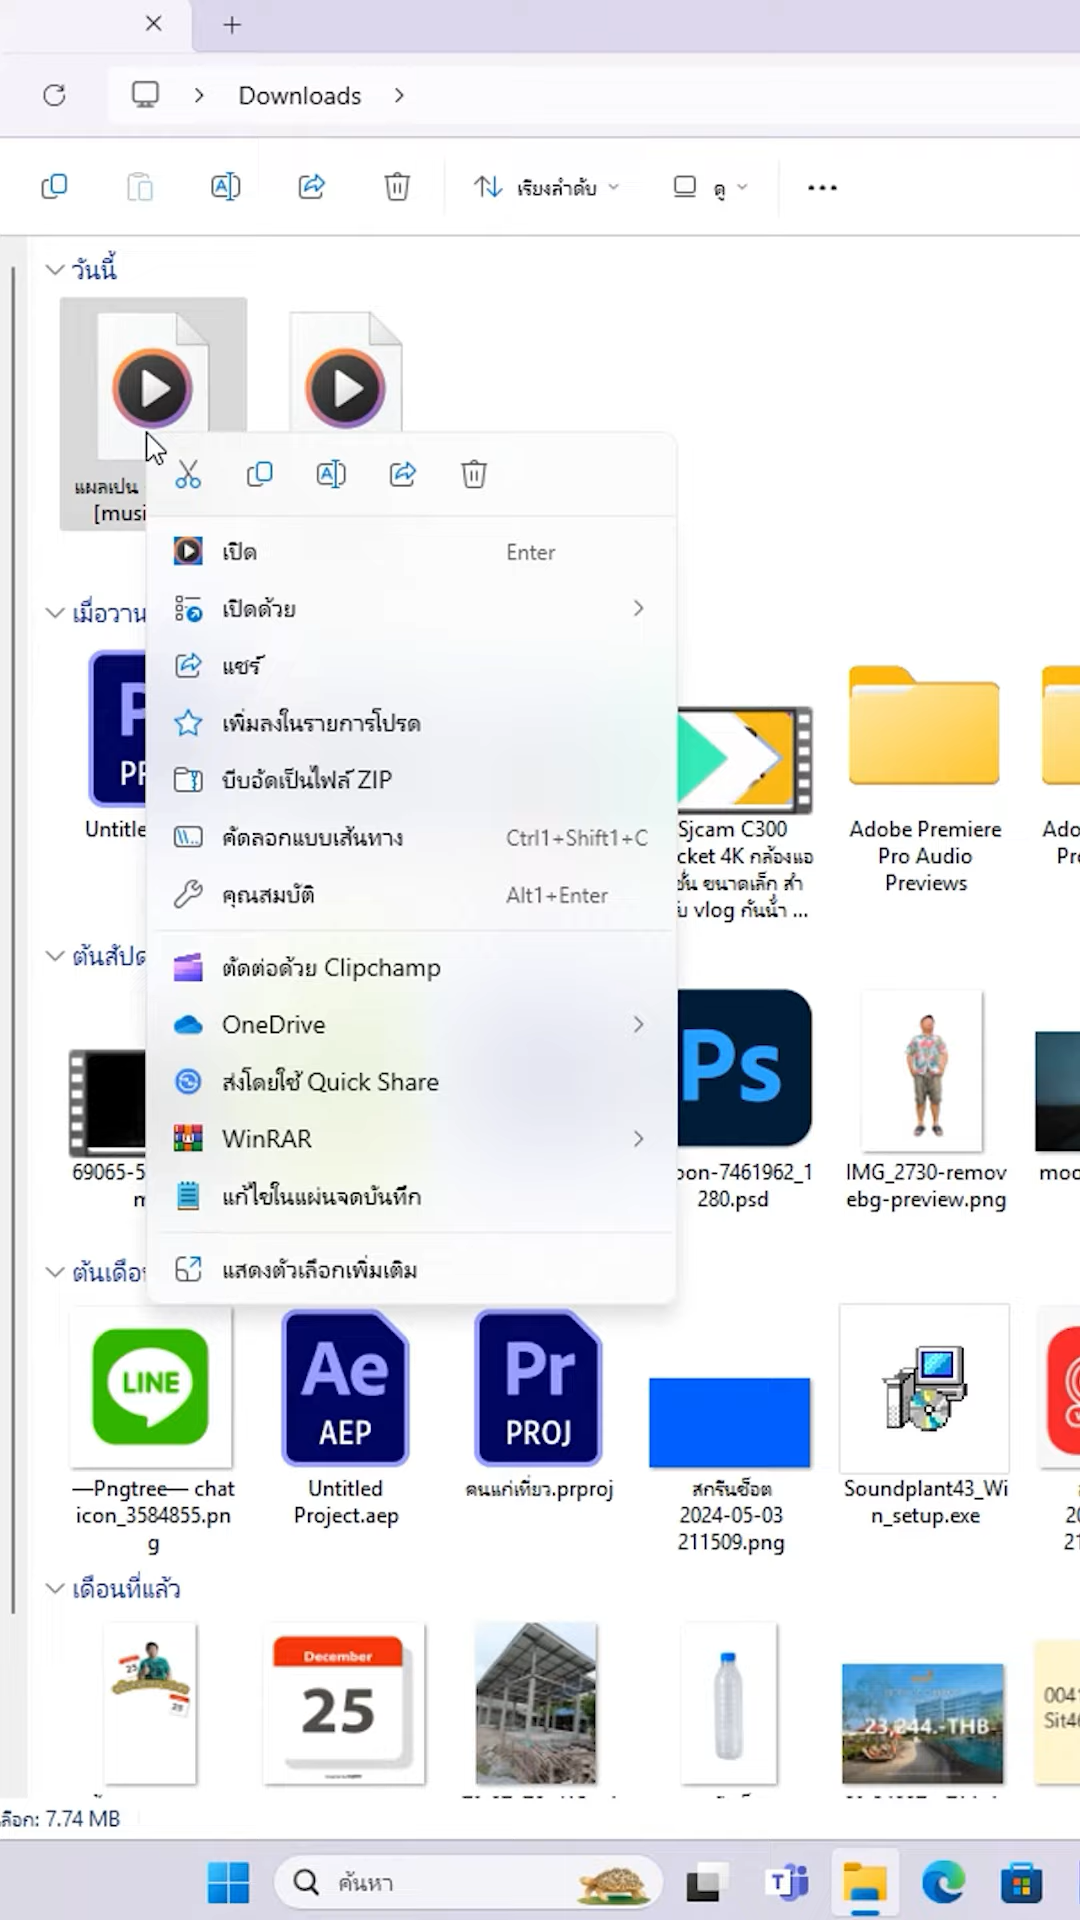 Downloads
เรียงลำดับ
ดู
วันนี้
แผลเป็น
[musi
เปิด Enter
เปิดด้วย
แชร์
เพิ่มลงในรายการโปรด
บีบอัดเป็นไฟล์ ZIP
คัดลอกแบบเส้นทาง Ctrl1+Shift1+C
คุณสมบัติ Alt1+Enter
ตัดต่อด้วย Clipchamp
OneDrive
ส่งโดยใช้ Quick Share
WinRAR
แก้ไขในแผ่นจดบันทึก
แสดงตัวเลือกเพิ่มเติม
เมื่อวาน
Untitle
Sjcam C300
cket 4K กล้องแอ
ชั่น ขนาดเล็ก สำ
บ vlog กันน้ำ ...
Adobe Premiere
Pro Audio
Previews
Ado
Pr
ต้นสัปด
Ps
69065-5
m
oon-7461962_1
280.psd
IMG_2730-remov
ebg-preview.png
moo
ต้นเดือ
LINE
Ae
AEP
Pr
PROJ
—Pngtree— chat
icon_3584855.pn
g
Untitled
Project.aep
คนแก่เที่ยว.prproj
สกรีนช็อต
2024-05-03
211509.png
Soundplant43_Wi
n_setup.exe
20
21
เดือนที่แล้ว
23
25
December
25
23,244.-THB
004
Sit4
ลือก: 7.74 MB
ค้นหา